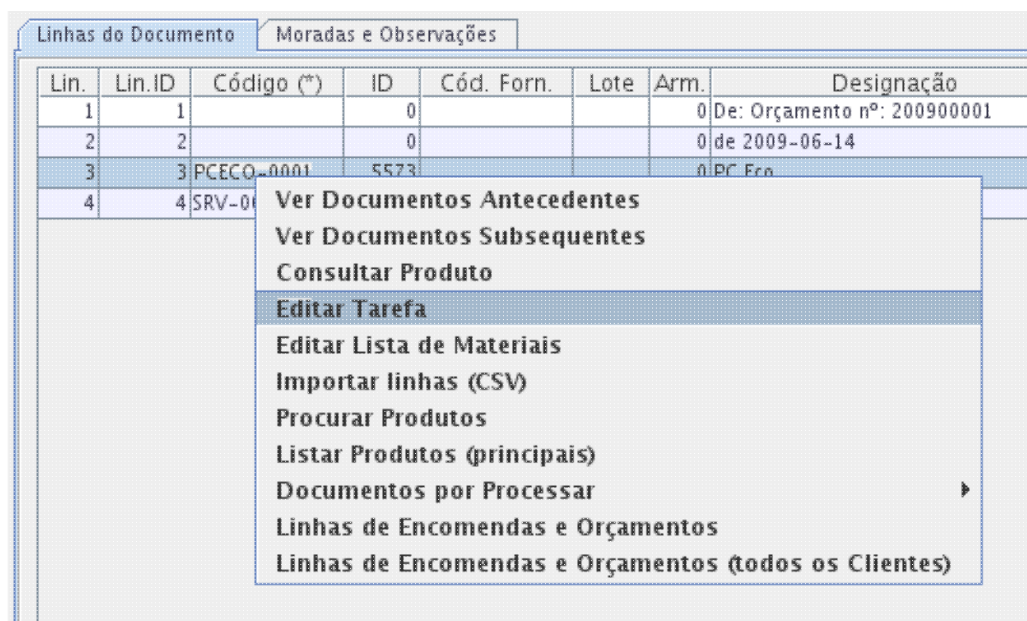 Linhas do Documento Moradas e Observações
Lin. Lin.ID Código (*) ID Cód. Forn. Lote Arm. Designação
1 1 0 0 De: Orçamento nº: 200900001
2 2 0 0 de 2009-06-14
3 3 PCECO-0001 5573 0 PC Eco
4 4
Ver Documentos Antecedentes
Ver Documentos Subsequentes
Consultar Produto
Editar Tarefa
Editar Lista de Materiais
Importar linhas (CSV)
Procurar Produtos
Listar Produtos (principais)
Documentos por Processar
Linhas de Encomendas e Orçamentos
Linhas de Encomendas e Orçamentos (todos os Clientes)